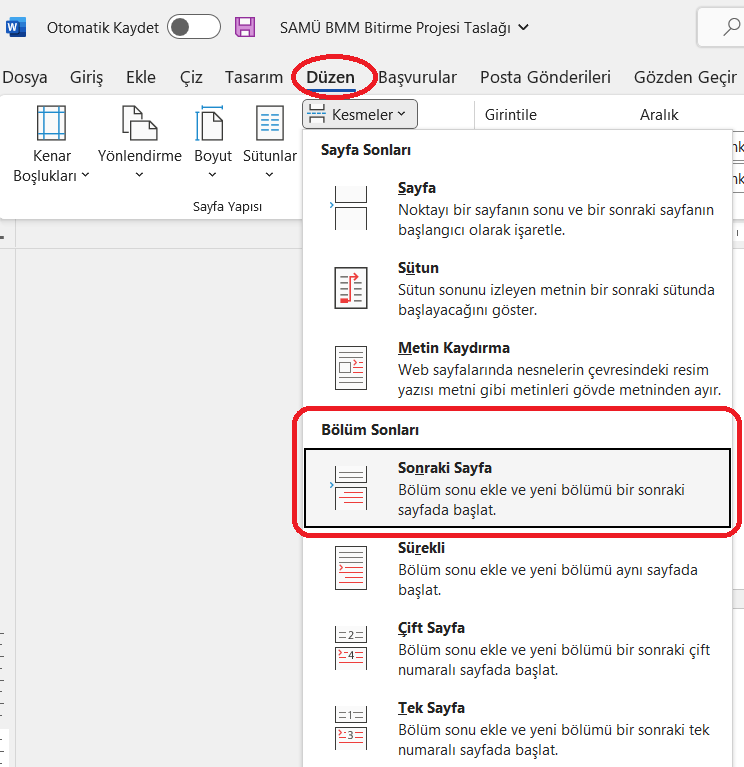 W Otomatik Kaydet SAMÜ BMM Bitirme Projesi Taslağı
Dosya Giriş Ekle Çiz Tasarım Düzen Başvurular Posta Gönderileri Gözden Geçir
Kenar Boşlukları
Yönlendirme
Boyut
Sütunlar
Sayfa Yapısı
Kesmeler
Girintile
Aralık
Sayfa Sonları
Sayfa
Noktayı bir sayfanın sonu ve bir sonraki sayfanın
başlangıcı olarak işaretle.
Sütun
Sütun sonunu izleyen metnin bir sonraki sütunda
başlayacağını göster.
Metin Kaydırma
Web sayfalarında nesnelerin çevresindeki resim
yazısı metni gibi metinleri gövde metninden ayır.
Bölüm Sonları
Sonraki Sayfa
Bölüm sonu ekle ve yeni bölümü bir sonraki
sayfada başlat.
Sürekli
Bölüm sonu ekle ve yeni bölümü aynı sayfada
başlat.
Çift Sayfa
Bölüm sonu ekle ve yeni bölümü bir sonraki çift
numaralı sayfada başlat.
2
4
Tek Sayfa
Bölüm sonu ekle ve yeni bölümü bir sonraki tek
numaralı sayfada başlat.
1
3